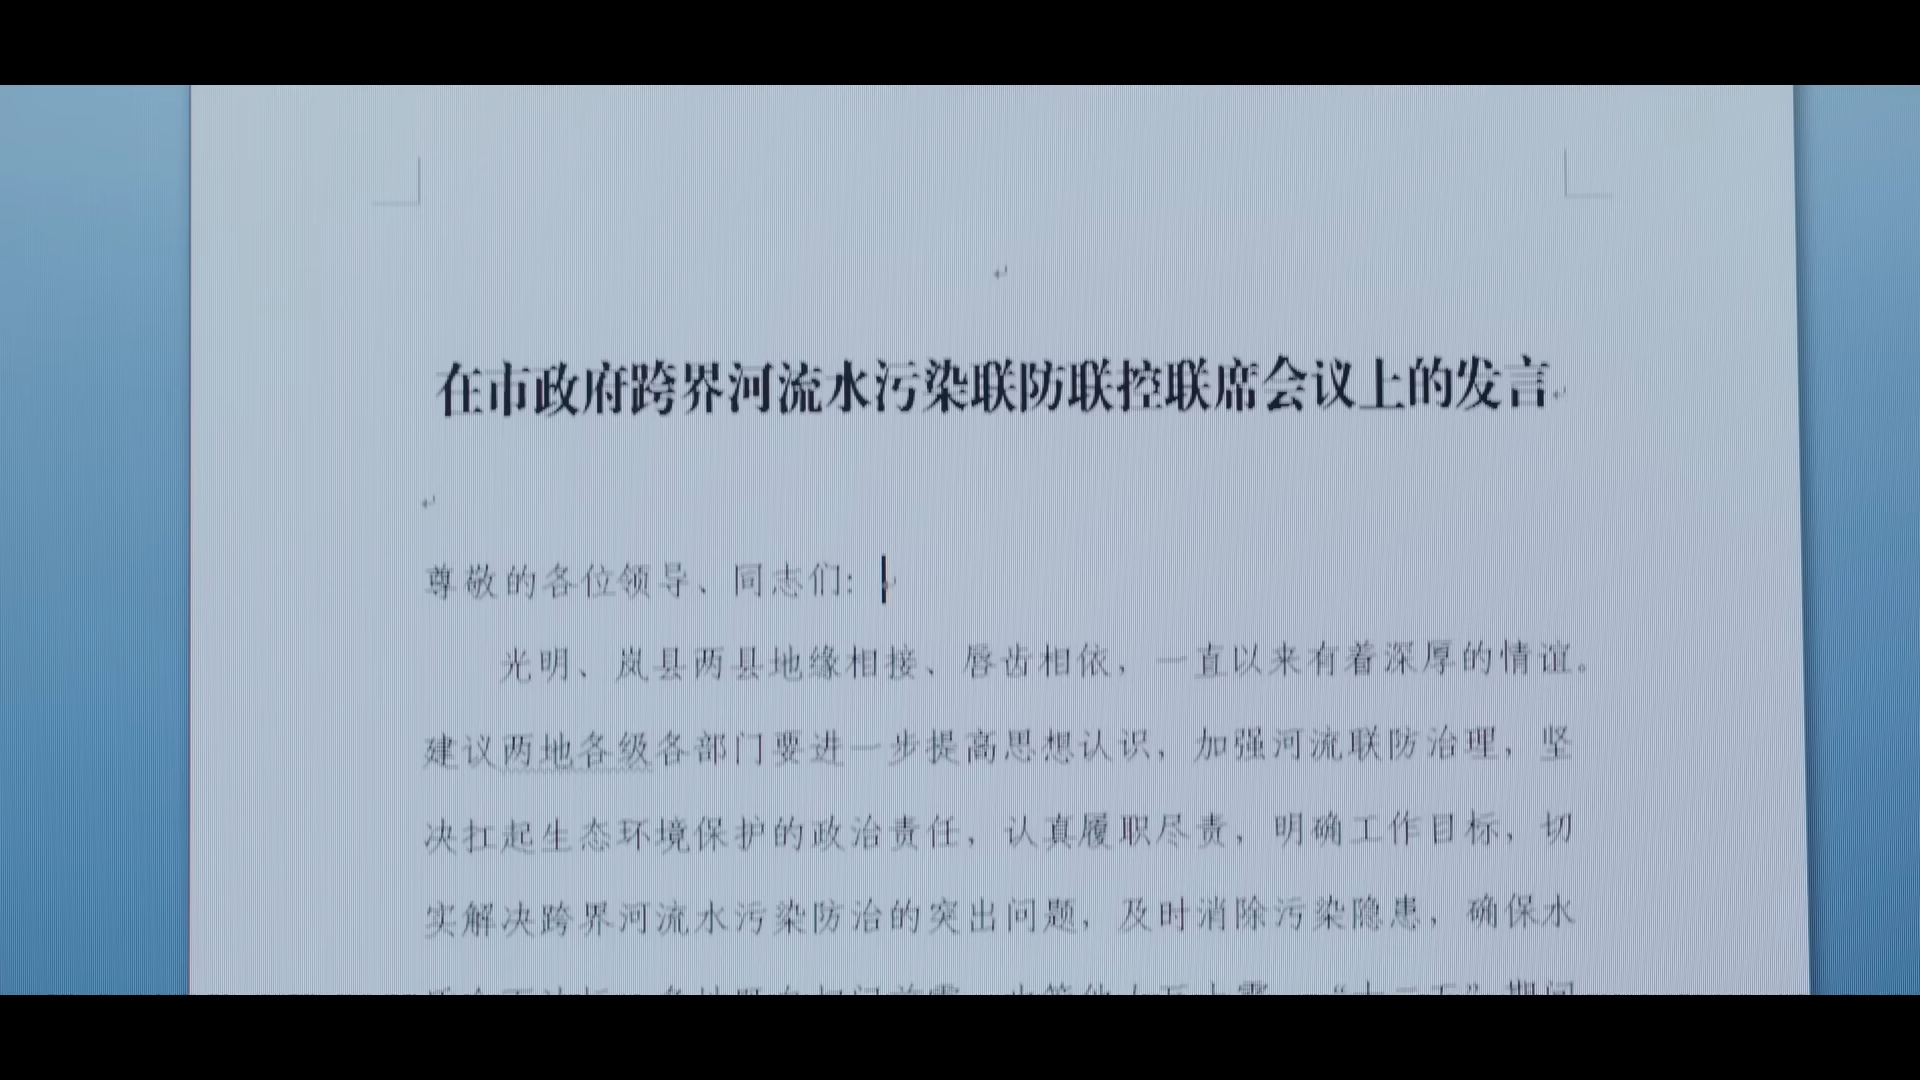 在市政府跨界河流水污染联防联控联席会议上的发言
尊敬的各位领导、同志们：
光明、岚县两县地缘相接、唇齿相依，一直以来有着深厚的情谊。
建议两地各级各部门要进一步提高思想认识，加强河流联防治理，坚
决扛起生态环境保护的政治责任，认真履职尽责，明确工作目标，切
实解决跨界河流水污染防治的突出问题，及时消除污染隐患，确保水